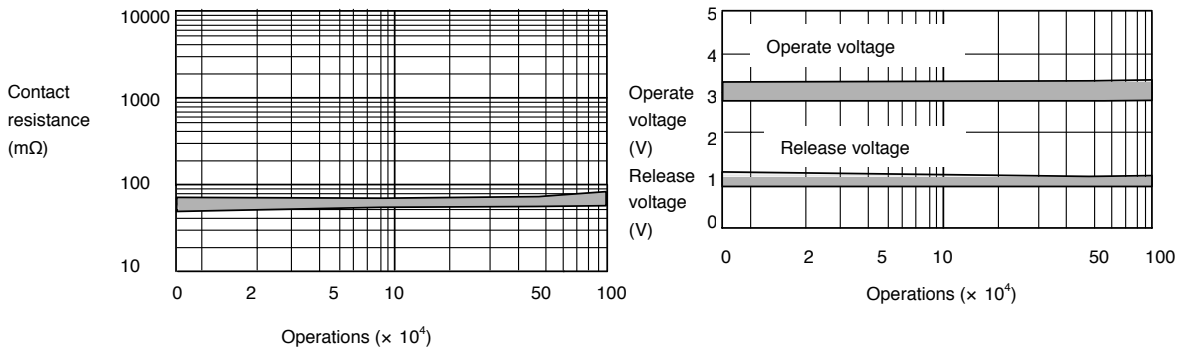 10000
1000
100
10
Contact
resistance
(mΩ)
0 2 5 10 50 100
Operations (× 10⁴)
5
4
3
2
1
0
Operate voltage
Release voltage
Operate
voltage
(V)
Release
voltage
(V)
0 2 5 10 50 100
Operations (× 10⁴)